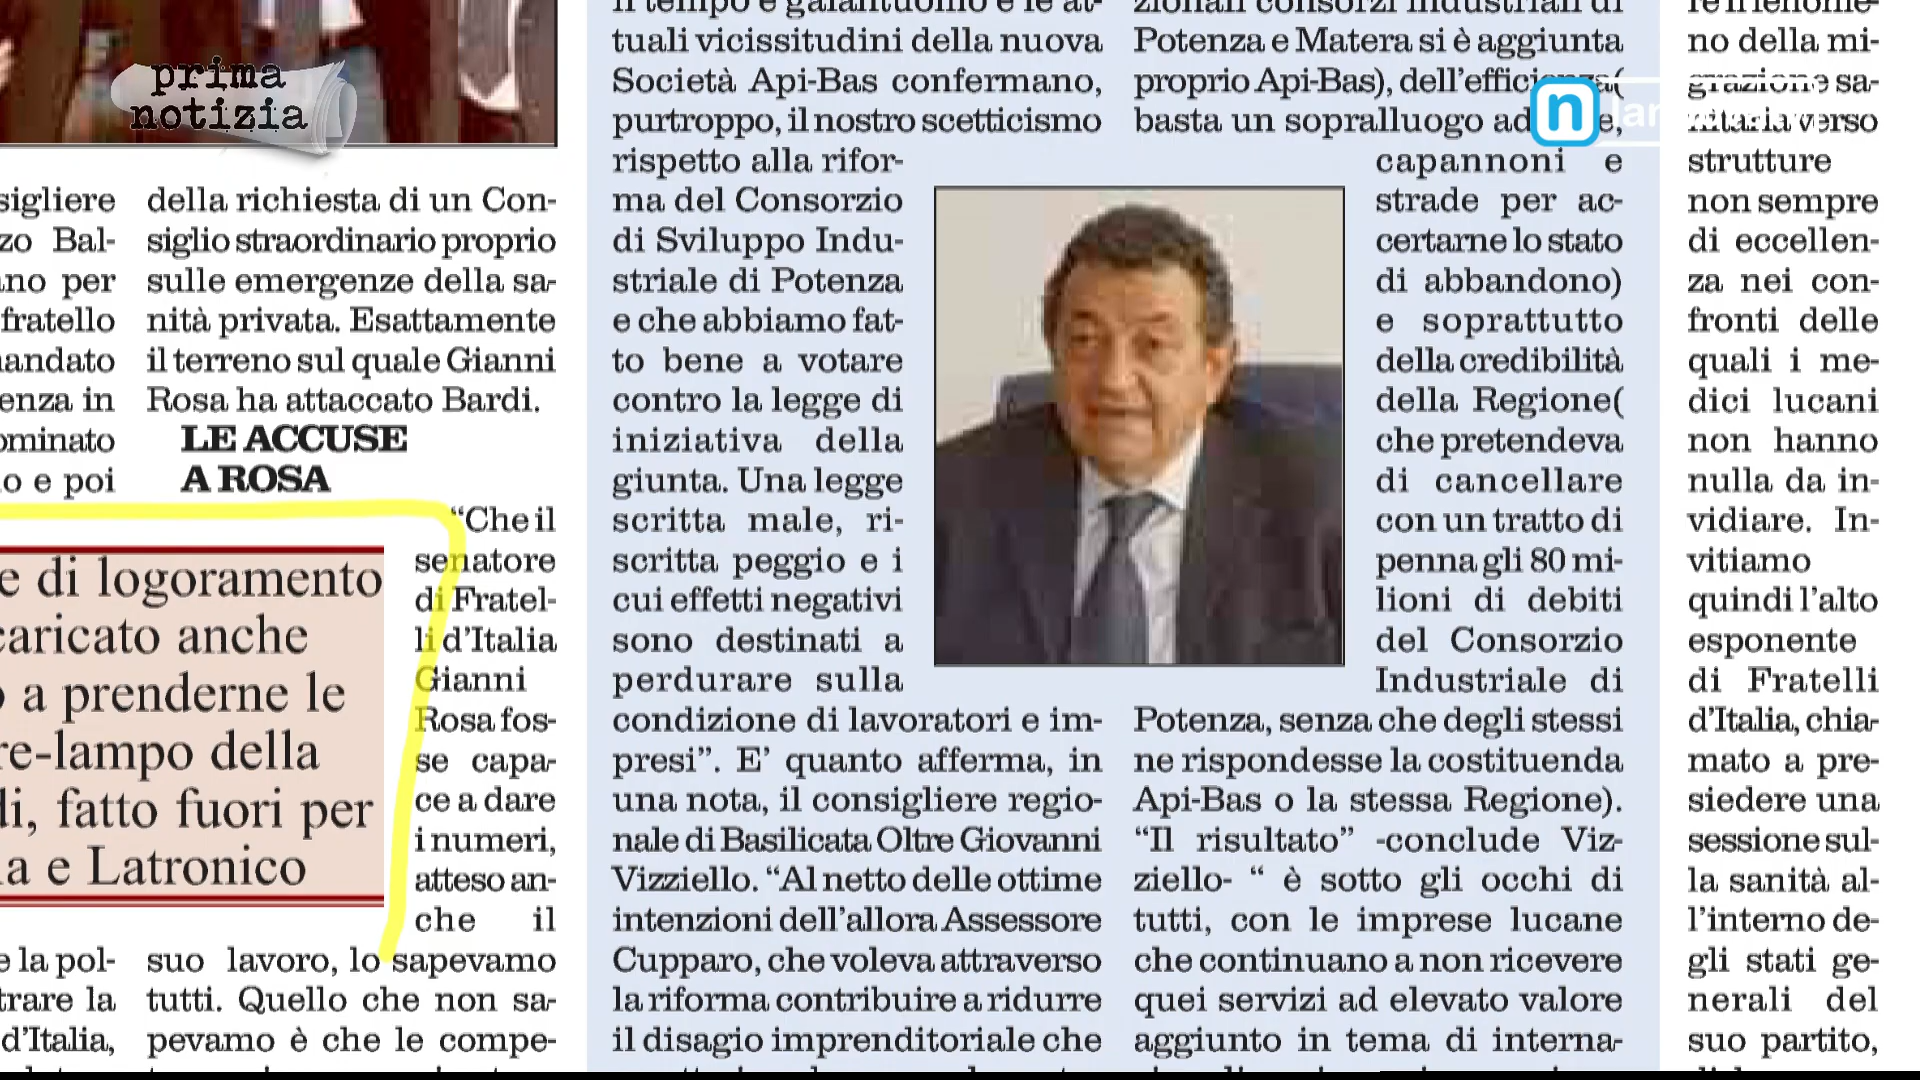 prima
notizia
n
sigliere
zo Bal-
ano per
fratello
andato
enza in
ominato
o e poi
e di logoramento
caricato anche
o a prenderne le
re-lampo della
di, fatto fuori per
la e Latronico
e la pol-
trare la
d'Italia,
della richiesta di un Con-
siglio straordinario proprio
sulle emergenze della sa-
nità privata. Esattamente
il terreno sul quale Gianni
Rosa ha attaccato Bardi.
LE ACCUSE
A ROSA
“Che il
senatore
di Fratel-
li d'Italia
Gianni
Rosa fos-
se capa-
ce a dare
i numeri,
atteso an-
che il
suo lavoro, lo sapevamo
tutti. Quello che non sa-
pevamo è che le compe-
Il tempo è galantuomo e le at-
tuali vicissitudini della nuova
Società Api-Bas confermano,
purtroppo, il nostro scetticismo
rispetto alla rifor-
ma del Consorzio
di Sviluppo Indu-
striale di Potenza
e che abbiamo fat-
to bene a votare
contro la legge di
iniziativa della
giunta. Una legge
scritta male, ri-
scritta peggio e i
cui effetti negativi
sono destinati a
perdurare sulla
condizione di lavoratori e im-
presi”. E’ quanto afferma, in
una nota, il consigliere regio-
nale di Basilicata Oltre Giovanni
Vizziello. “Al netto delle ottime
intenzioni dell’allora Assessore
Cupparo, che voleva attraverso
la riforma contribuire a ridurre
il disagio imprenditoriale che
zionali consorzi industriali di
Potenza e Matera si è aggiunta
proprio Api-Bas), dell’efficienza(
basta un sopralluogo ad
capannoni e
strade per ac-
certarne lo stato
di abbandono)
e soprattutto
della credibilità
della Regione(
che pretendeva
di cancellare
con un tratto di
penna gli 80 mi-
lioni di debiti
del Consorzio
Industriale di
Potenza, senza che degli stessi
ne rispondesse la costituenda
Api-Bas o la stessa Regione).
“Il risultato” -conclude Viz-
ziello- “ è sotto gli occhi di
tutti, con le imprese lucane
che continuano a non ricevere
quei servizi ad elevato valore
aggiunto in tema di interna-
no della mi-
grazione sa-
nitaria verso
strutture
non sempre
di eccellen-
za nei con-
fronti delle
quali i me-
dici lucani
non hanno
nulla da in-
vidiare. In-
vitiamo
quindi l’alto
esponente
di Fratelli
d’Italia, chia-
mato a pre-
siedere una
sessione sul-
la sanità al-
l’interno de-
gli stati ge-
nerali del
suo partito,